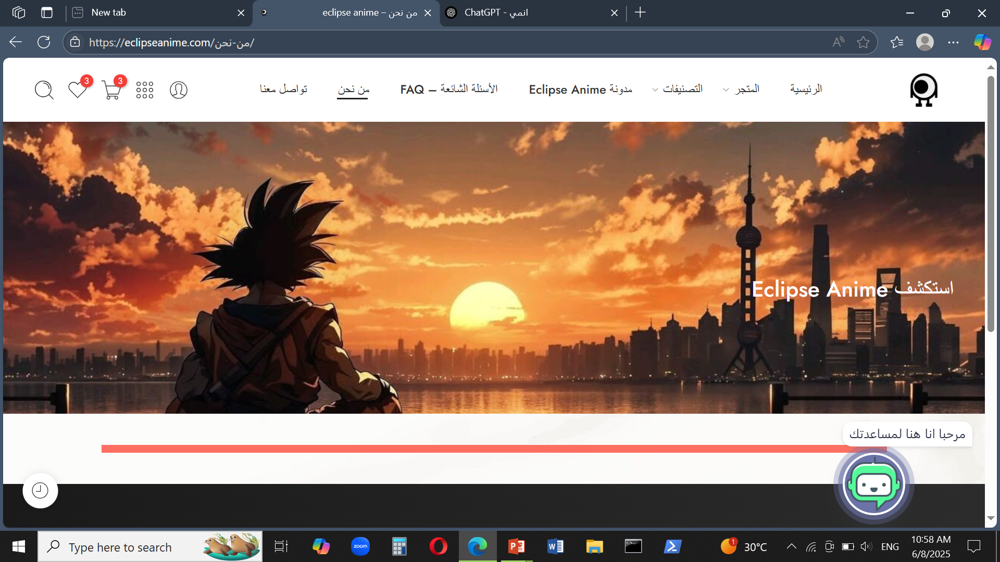 New tab
eclipse anime – من نحن
ChatGPT - انمي
https://eclipseanime.com/من-نحن/
3
3
الرئيسية
المتجر
التصنيفات
مدونة Eclipse Anime
الأسئلة الشائعة – FAQ
من نحن
تواصل معنا
استكشف Eclipse Anime
مرحبا انا هنا لمساعدتك
Type here to search
zoom
1
30°C
ENG
10:58 AM
6/8/2025